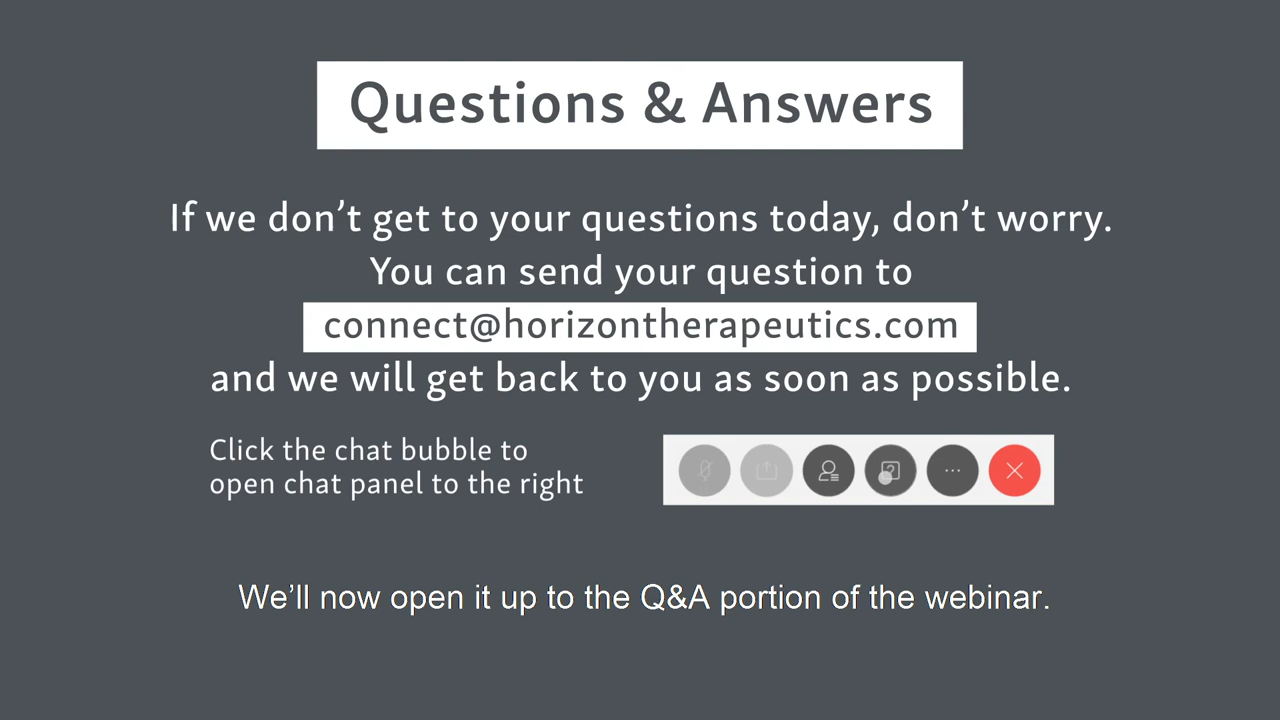 Questions & Answers
If we don’t get to your questions today, don’t worry.
You can send your question to
connect@horizontherapeutics.com
and we will get back to you as soon as possible.
Click the chat bubble to
open chat panel to the right
?
We’ll now open it up to the Q&A portion of the webinar.